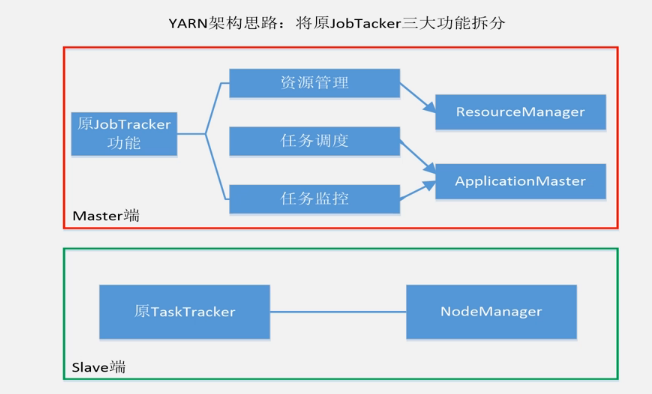 YARN架构思路：将原JobTacker三大功能拆分
资源管理
原JobTracker
功能
ResourceManager
任务调度
ApplicationMaster
任务监控
Master端
原TaskTracker
NodeManager
Slave端